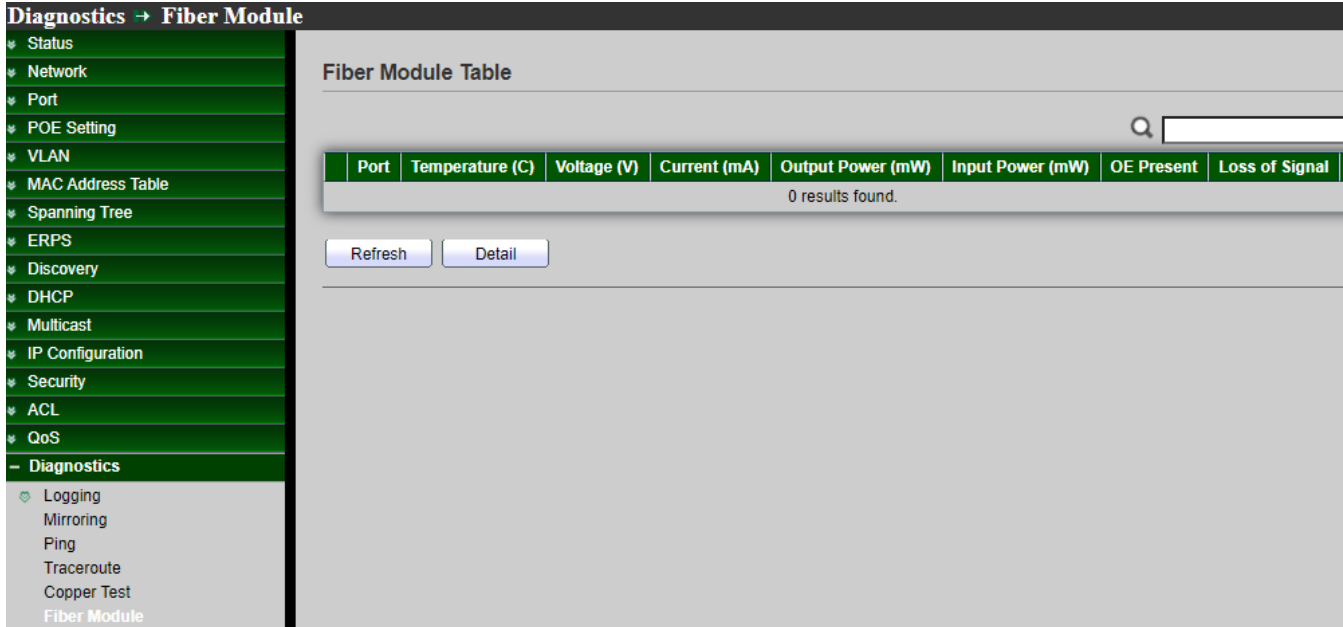 Diagnostics → Fiber Module
Status
Network
Port
POE Setting
VLAN
MAC Address Table
Spanning Tree
ERPS
Discovery
DHCP
Multicast
IP Configuration
Security
ACL
QoS
Diagnostics
Logging
Mirroring
Ping
Traceroute
Copper Test
Fiber Module
Fiber Module Table
Port Temperature (C) Voltage (V) Current (mA) Output Power (mW) Input Power (mW) OE Present Loss of Signal
0 results found.
Refresh Detail